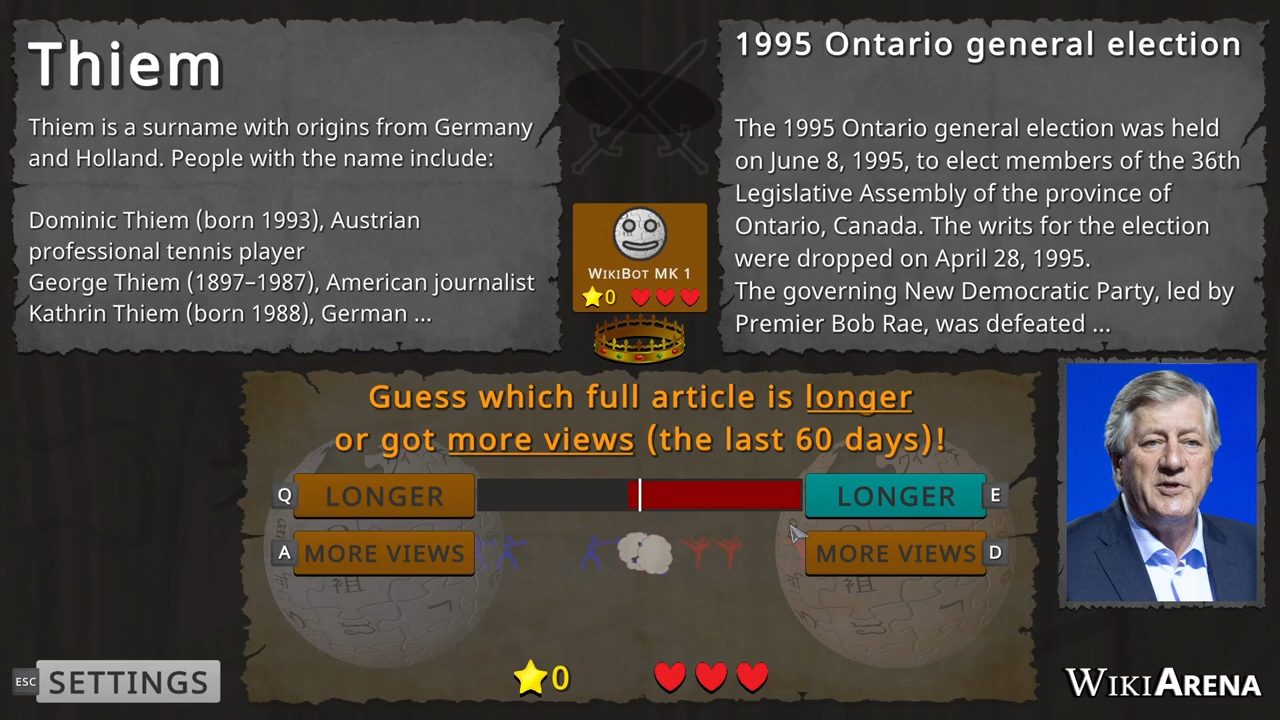 Thiem
Thiem is a surname with origins from Germany
and Holland. People with the name include:
Dominic Thiem (born 1993), Austrian
professional tennis player
George Thiem (1897–1987), American journalist
Kathrin Thiem (born 1988), German ...
WikiBot MK 1
0
1995 Ontario general election
The 1995 Ontario general election was held
on June 8, 1995, to elect members of the 36th
Legislative Assembly of the province of
Ontario, Canada. The writs for the election
were dropped on April 28, 1995.
The governing New Democratic Party, led by
Premier Bob Rae, was defeated ...
Guess which full article is longer
or got more views (the last 60 days)!
Q LONGER LONGER E
A MORE VIEWS MORE VIEWS D
ESC SETTINGS
0
WIKIARENA